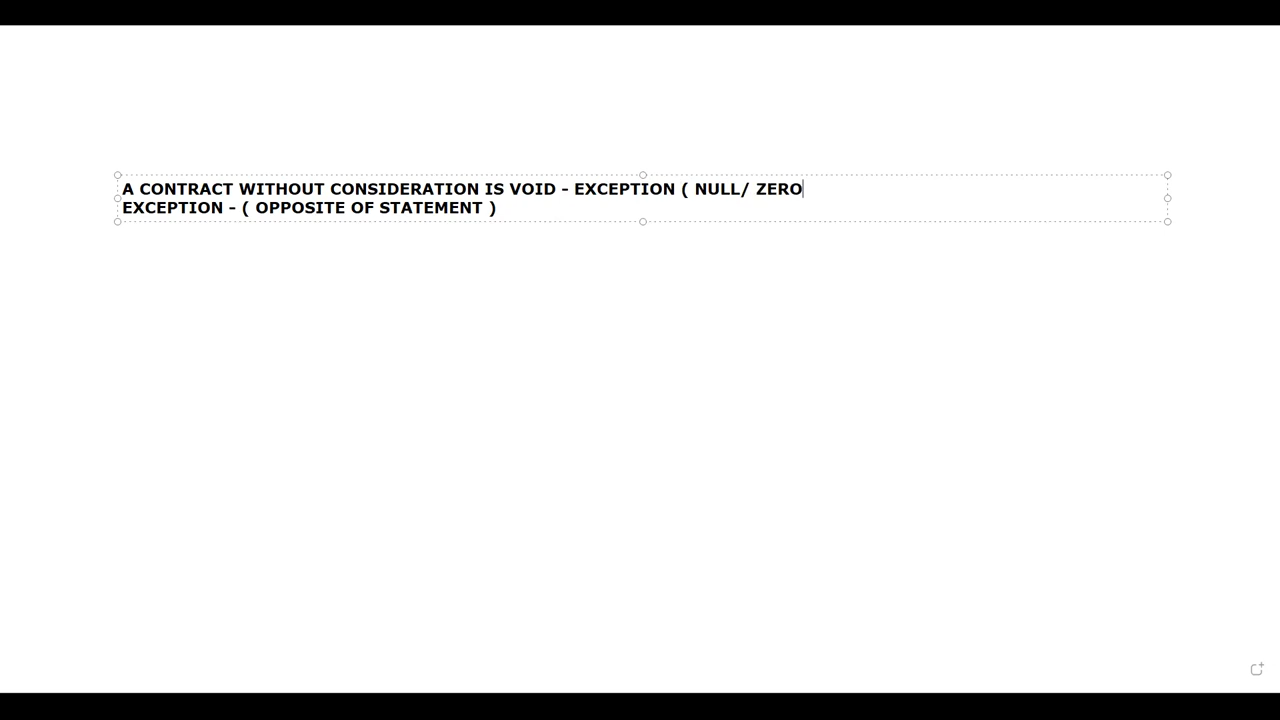 A CONTRACT WITHOUT CONSIDERATION IS VOID - EXCEPTION ( NULL/ ZERO
EXCEPTION - ( OPPOSITE OF STATEMENT )